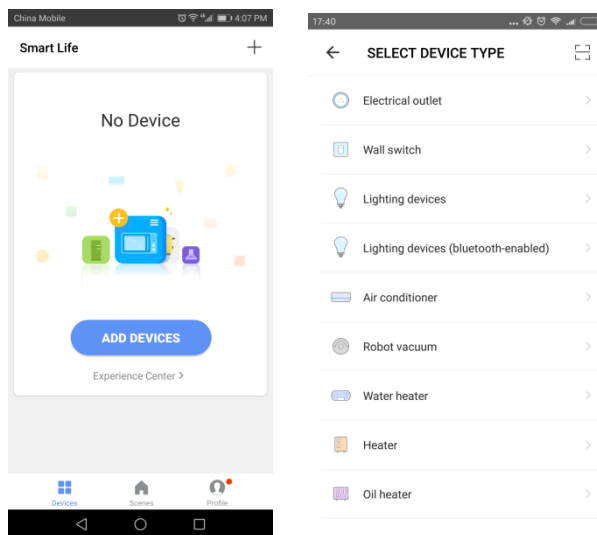 China Mobile 4:07 PM
Smart Life
No Device
ADD DEVICES
Experience Center >
Devices Scenes Profile
17:40 ...
SELECT DEVICE TYPE
Electrical outlet
Wall switch
Lighting devices
Lighting devices (bluetooth-enabled)
Air conditioner
Robot vacuum
Water heater
Heater
Oil heater